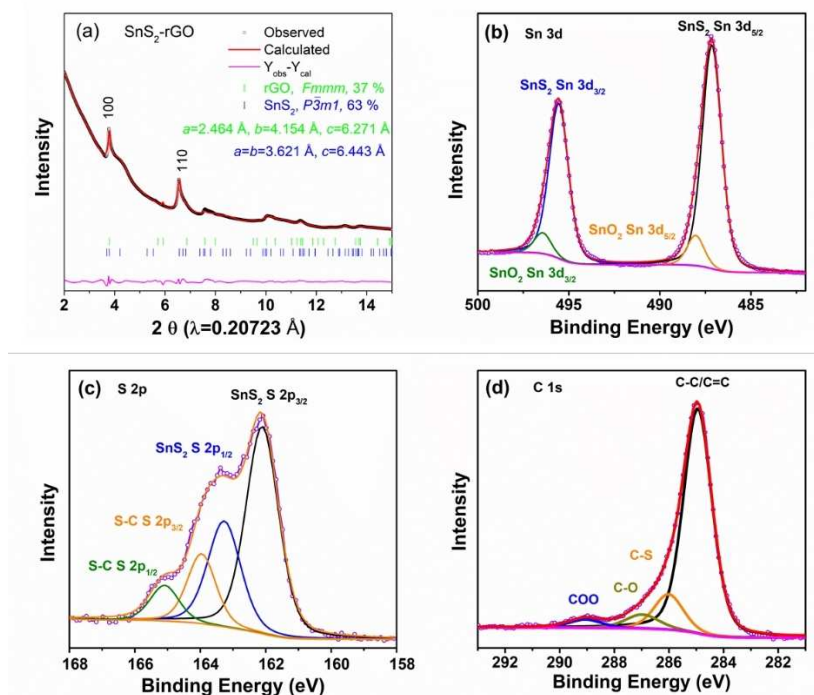 (a) SnS₂-rGO
Observed
Calculated
Y_obs-Y_cal
rGO, Fmmm, 37 %
SnS₂, P3̅m1, 63 %
a=2.464 Å, b=4.154 Å, c=6.271 Å
a=b=3.621 Å, c=6.443 Å
100
110
Intensity
2 4 6 8 10 12 14
2 θ (λ=0.20723 Å)
(b) Sn 3d
SnS₂ Sn 3d₅/₂
SnS₂ Sn 3d₃/₂
SnO₂ Sn 3d₅/₂
SnO₂ Sn 3d₃/₂
Intensity
500 495 490 485
Binding Energy (eV)
(c) S 2p
SnS₂ S 2p₃/₂
SnS₂ S 2p₁/₂
S-C S 2p₃/₂
S-C S 2p₁/₂
Intensity
168 166 164 162 160 158
Binding Energy (eV)
(d) C 1s
C-C/C=C
C-S
C-O
COO
Intensity
292 290 288 286 284 282
Binding Energy (eV)